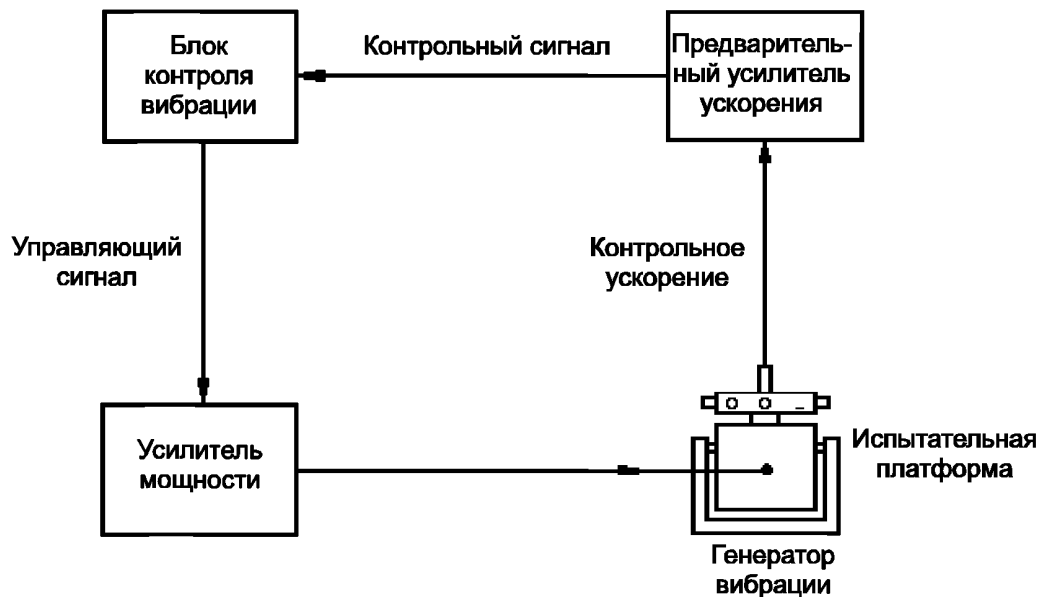 Блок
контроля
вибрации
Контрольный сигнал
Предваритель-
ный усилитель
ускорения
Управляющий
сигнал
Контрольное
ускорение
Усилитель
мощности
Испытательная
платформа
Генератор
вибрации